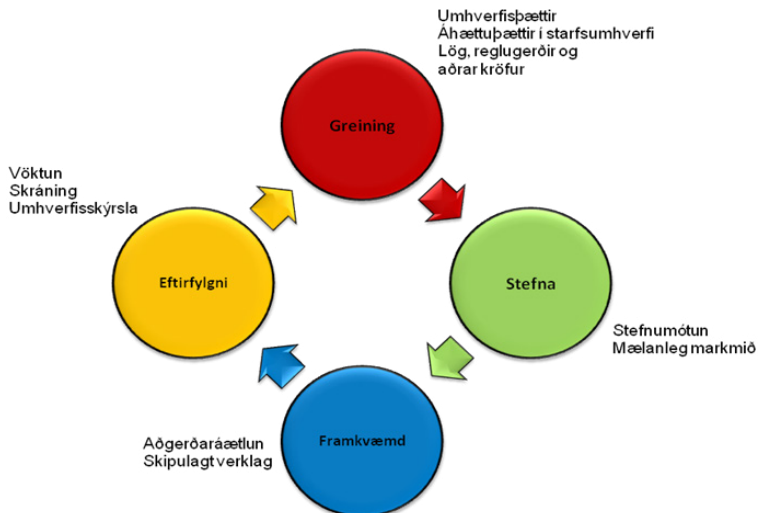 Umhverfisþættir
Áhættuþættir í starfsumhverfi
Lög, reglugerðir og
aðrar kröfur
Greining
Vöktun
Skráning
Umhverfisskýrsla
Eftirfylgni
Stefna
Stefnumótun
Mælanleg markmið
Framkvæmd
Aðgerðaráætlun
Skipulagt verklag